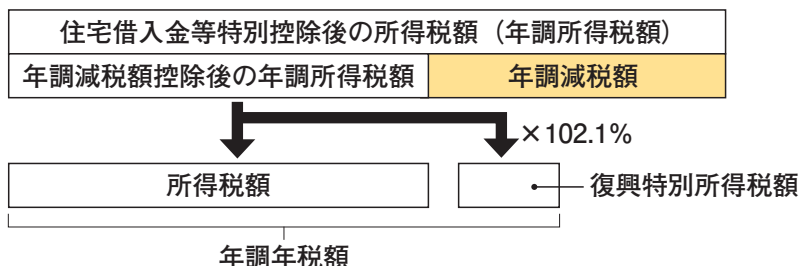 住宅借入金等特別控除後の所得税額（年調所得税額）
年調減税額控除後の年調所得税額
年調減税額
×102.1%
所得税額
復興特別所得税額
年調年税額